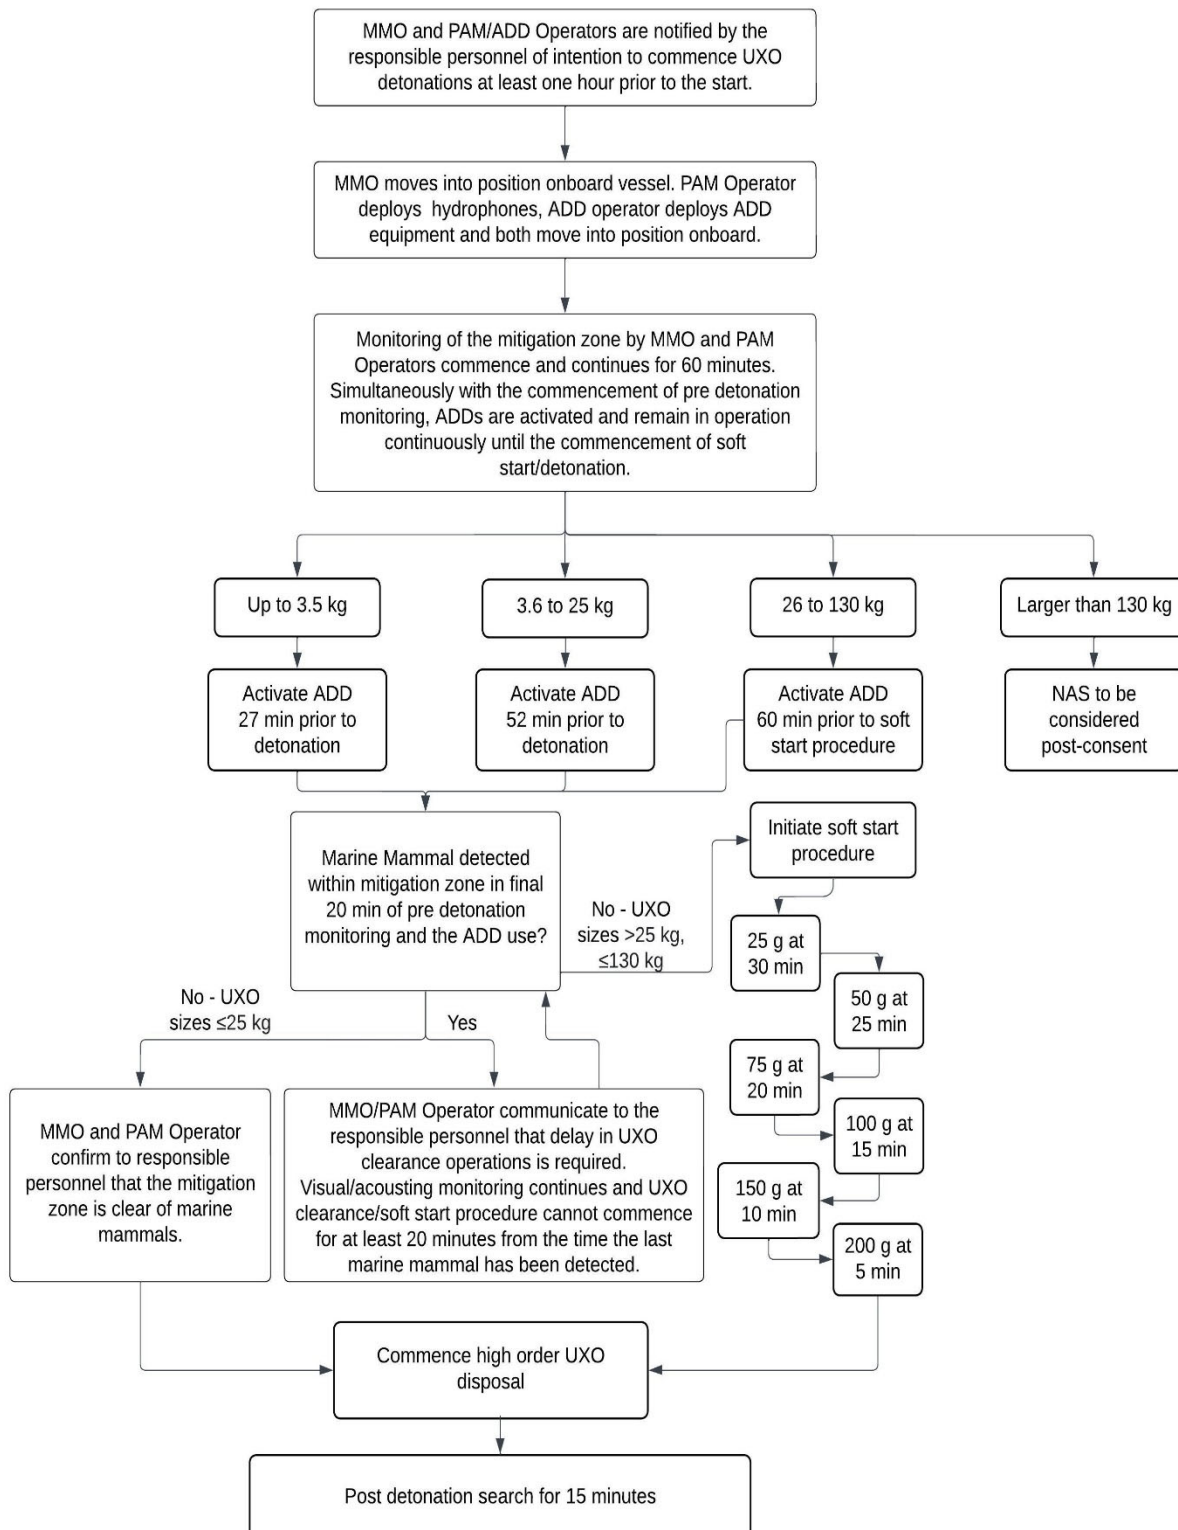 MMO and PAM/ADD Operators are notified by the
responsible personnel of intention to commence UXO
detonations at least one hour prior to the start.
MMO moves into position onboard vessel. PAM Operator
deploys hydrophones, ADD operator deploys ADD
equipment and both move into position onboard.
Monitoring of the mitigation zone by MMO and PAM
Operators commence and continues for 60 minutes.
Simultaneously with the commencement of pre detonation
monitoring, ADDs are activated and remain in operation
continuously until the commencement of soft
start/detonation.
Up to 3.5 kg
3.6 to 25 kg
26 to 130 kg
Larger than 130 kg
Activate ADD
27 min prior to
detonation
Activate ADD
52 min prior to
detonation
Activate ADD
60 min prior to soft
start procedure
NAS to be
considered
post-consent
Marine Mammal detected
within mitigation zone in final
20 min of pre detonation
monitoring and the ADD use?
No - UXO
sizes >25 kg,
≤130 kg
Initiate soft start
procedure
25 g at
30 min
50 g at
25 min
75 g at
20 min
100 g at
15 min
150 g at
10 min
200 g at
5 min
No - UXO
sizes ≤25 kg
Yes
MMO and PAM Operator
confirm to responsible
personnel that the mitigation
zone is clear of marine
mammals.
MMO/PAM Operator communicate to the
responsible personnel that delay in UXO
clearance operations is required.
Visual/acousting monitoring continues and UXO
clearance/soft start procedure cannot commence
for at least 20 minutes from the time the last
marine mammal has been detected.
Commence high order UXO
disposal
Post detonation search for 15 minutes